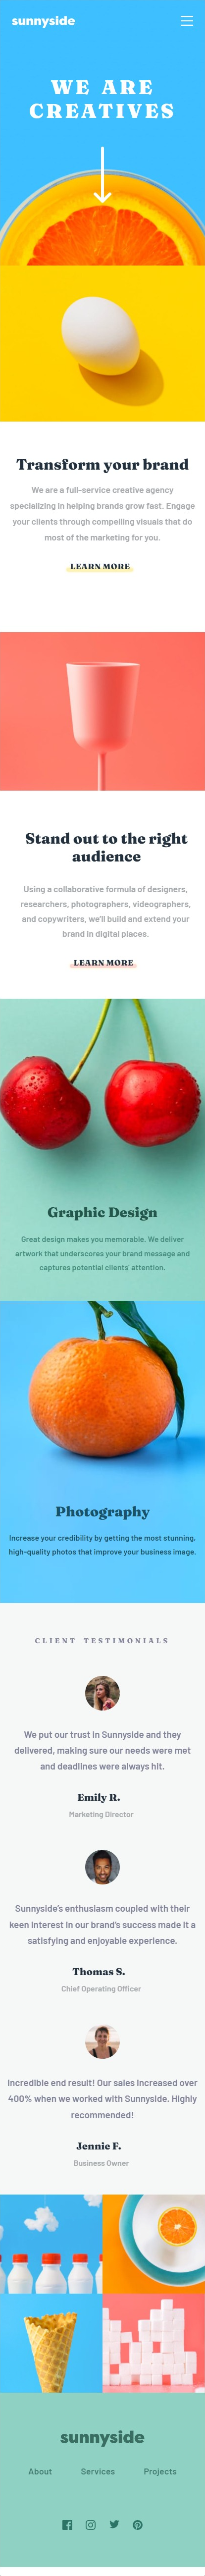 sunnyside
WE ARE
CREATIVES
Transform your brand
We are a full-service creative agency
specializing in helping brands grow fast. Engage
your clients through compelling visuals that do
most of the marketing for you.
LEARN MORE
Stand out to the right
audience
Using a collaborative formula of designers,
researchers, photographers, videographers,
and copywriters, we'll build and extend your
brand in digital places.
LEARN MORE
Graphic Design
Great design makes you memorable. We deliver
artwork that underscores your brand message and
captures potential clients' attention.
Photography
Increase your credibility by getting the most stunning,
high-quality photos that improve your business image.
CLIENT TESTIMONIALS
We put our trust in Sunnyside and they
delivered, making sure our needs were met
and deadlines were always hit.
Emily R.
Marketing Director
Sunnyside's enthusiasm coupled with their
keen interest in our brand's success made it a
satisfying and enjoyable experience.
Thomas S.
Chief Operating Officer
Incredible end result! Our sales increased over
400% when we worked with Sunnyside. Highly
recommended!
Jennie F.
Business Owner
sunnyside
About Services Projects